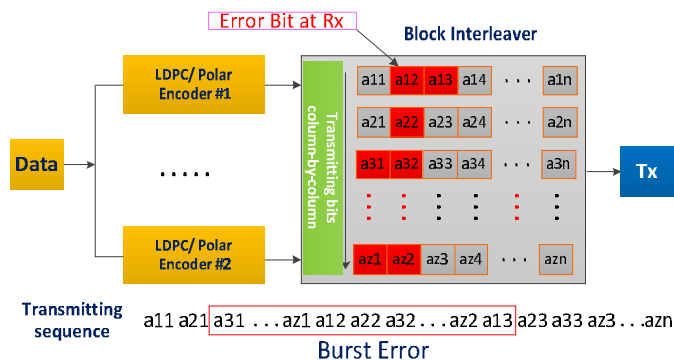 Error Bit at Rx
Block Interleaver
LDPC/ Polar
Encoder #1
Data
.....
LDPC/ Polar
Encoder #2
Transmitting bits
column-by-column
a11 a12 a13 a14 ... a1n
a21 a22 a23 a24 ... a2n
a31 a32 a33 a34 ... a3n
az1 az2 az3 az4 ... azn
Tx
Transmitting
sequence
a11 a21 a31 ...az1 a12 a22 a32...az2 a13 a23 a33 az3...azn
Burst Error